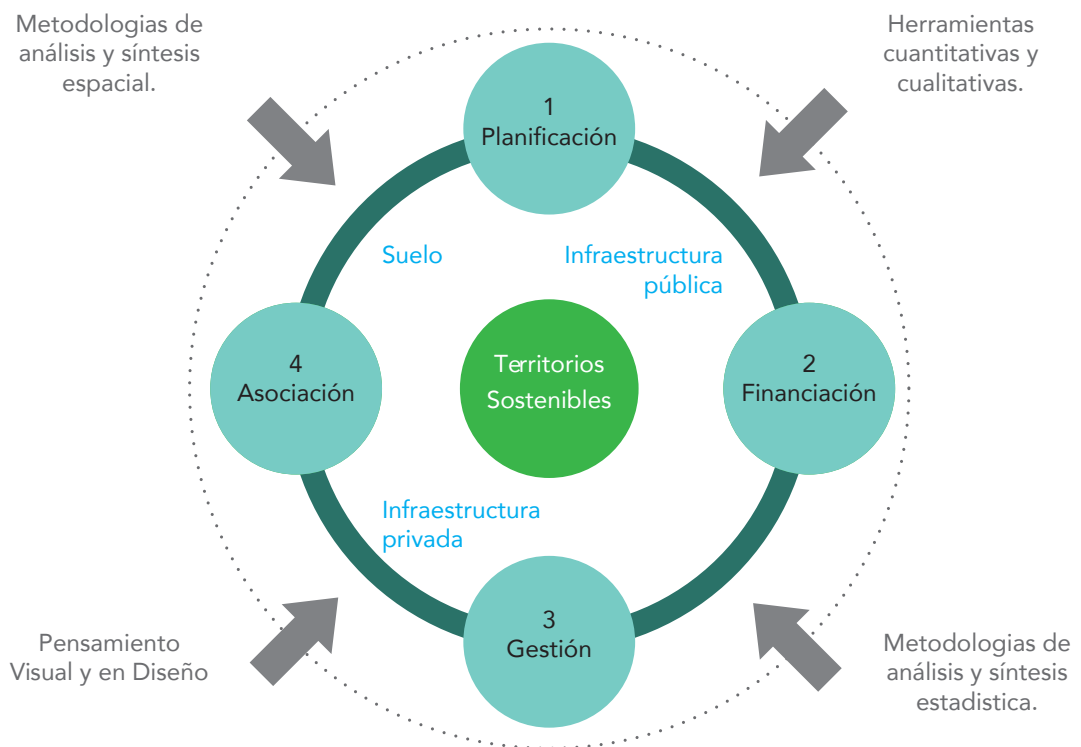 Metodologias de
análisis y síntesis
espacial.
Herramientas
cuantitativas y
cualitativas.
1
Planificación
Suelo
Infraestructura
pública
4
Asociación
Territorios
Sostenibles
2
Financiación
Infraestructura
privada
3
Gestión
Pensamiento
Visual y en Diseño
Metodologias de
análisis y síntesis
estadistica.